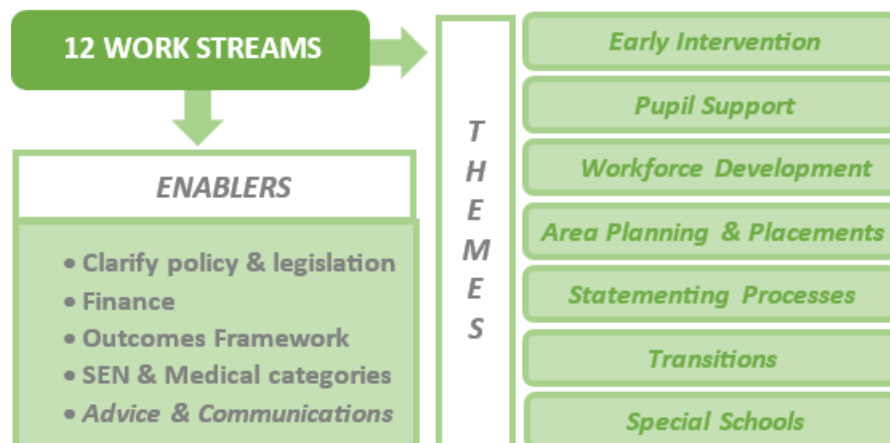 12 WORK STREAMS
ENABLERS
• Clarify policy & legislation
• Finance
• Outcomes Framework
• SEN & Medical categories
• Advice & Communications
THEMES
Early Intervention
Pupil Support
Workforce Development
Area Planning & Placements
Statementing Processes
Transitions
Special Schools